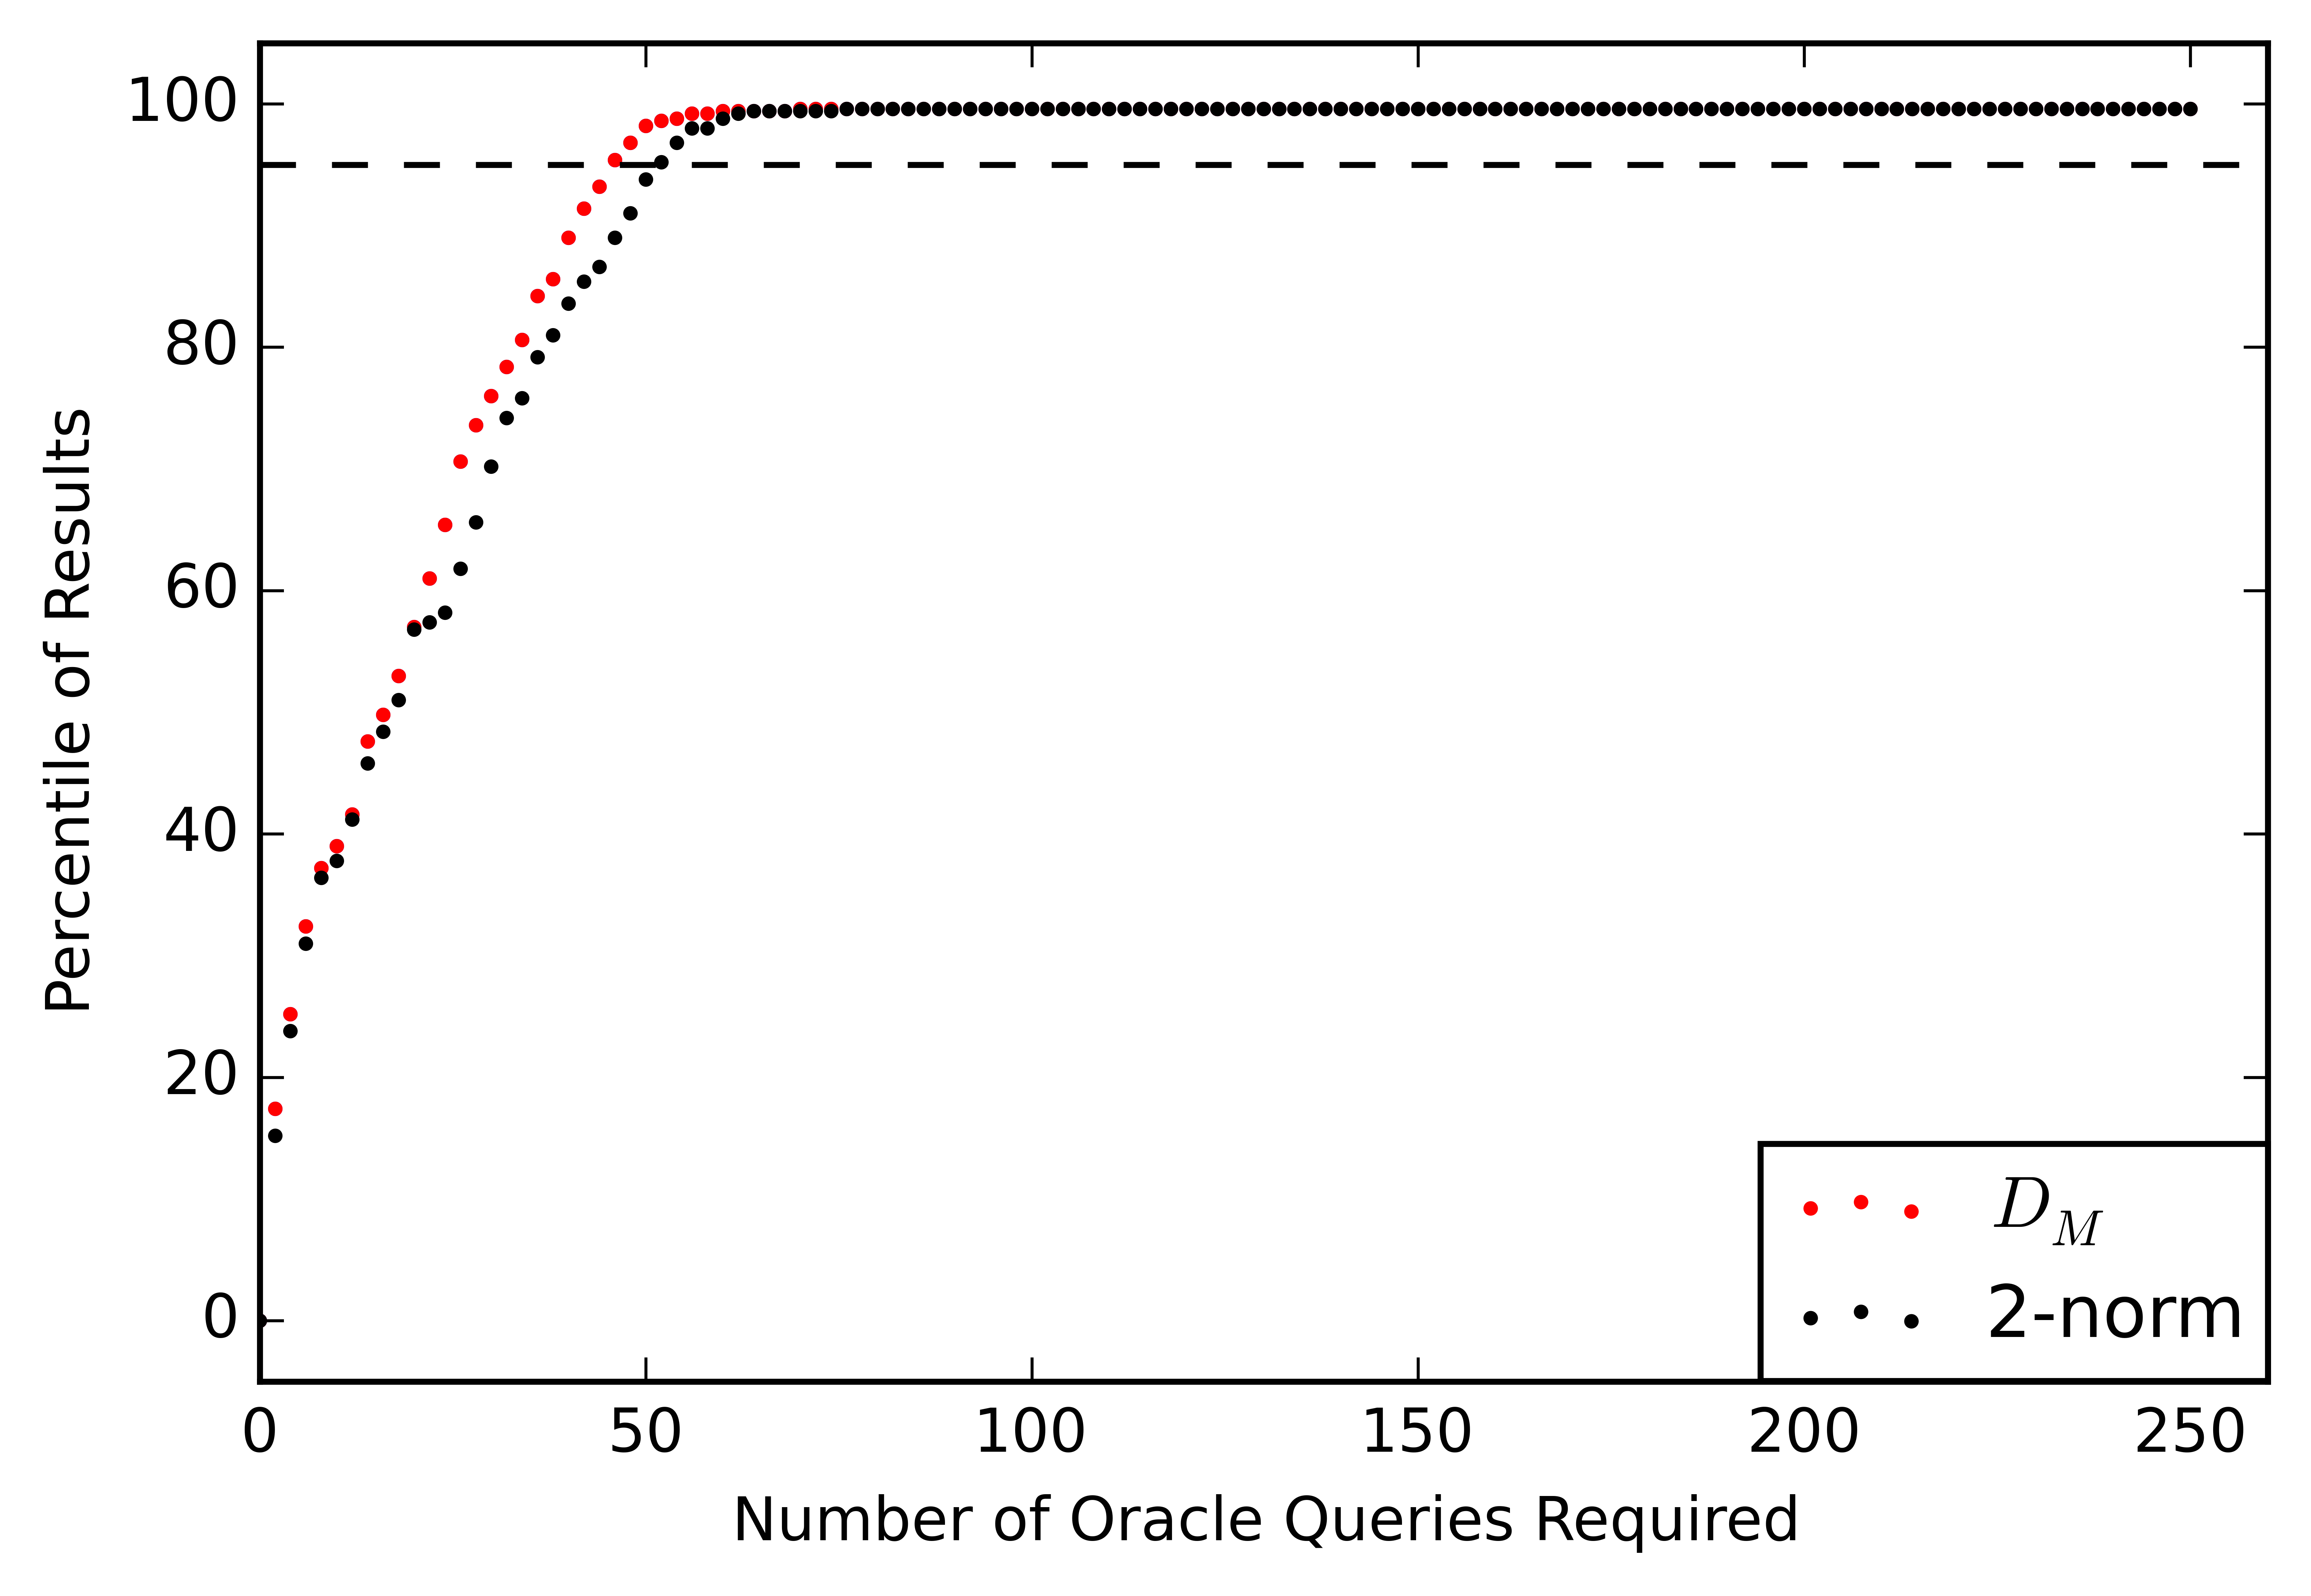 100
80
60
40
20
0
Percentile of Results
0 50 100 150 200 250
Number of Oracle Queries Required
D_M
2-norm